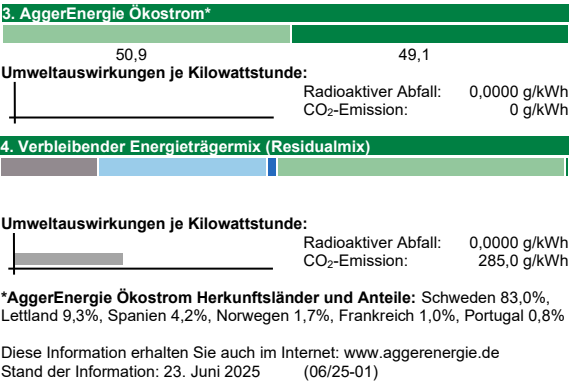 3. AggerEnergie Ökostrom*
50,9 49,1
Umweltauswirkungen je Kilowattstunde:
Radioaktiver Abfall: 0,0000 g/kWh
CO₂-Emission: 0 g/kWh
4. Verbleibender Energieträgermix (Residualmix)
Umweltauswirkungen je Kilowattstunde:
Radioaktiver Abfall: 0,0000 g/kWh
CO₂-Emission: 285,0 g/kWh
*AggerEnergie Ökostrom Herkunftsländer und Anteile: Schweden 83,0%,
Lettland 9,3%, Spanien 4,2%, Norwegen 1,7%, Frankreich 1,0%, Portugal 0,8%
Diese Information erhalten Sie auch im Internet: www.aggerenergie.de
Stand der Information: 23. Juni 2025 (06/25-01)